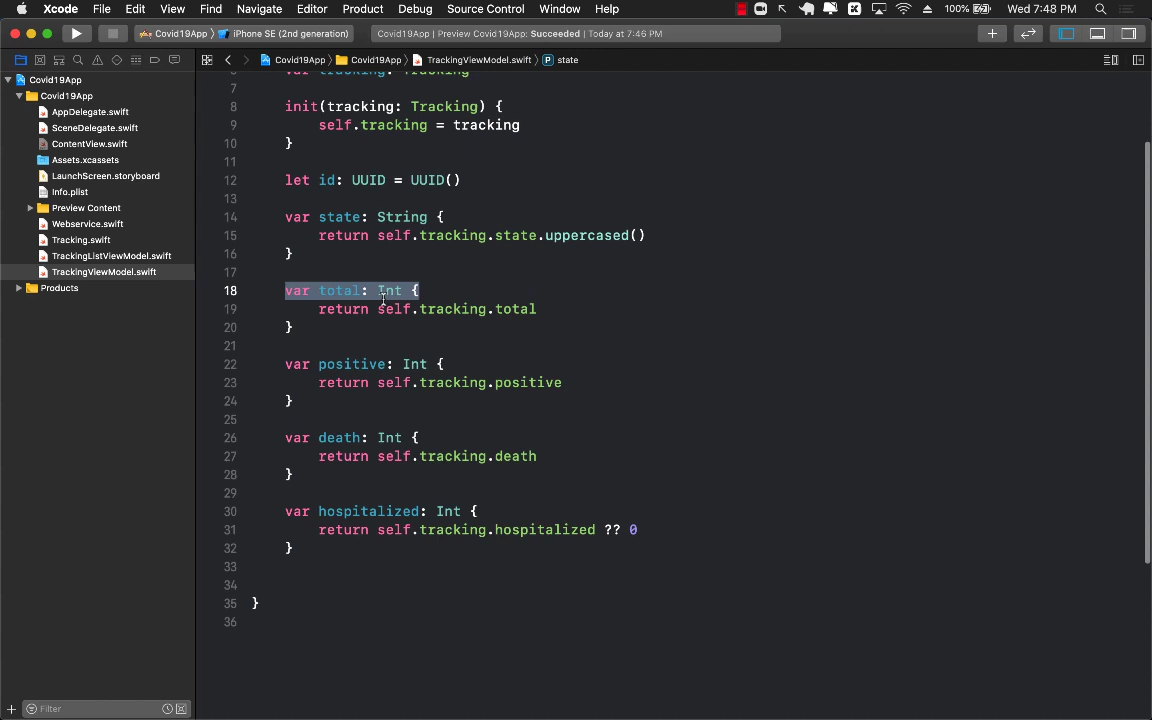 Xcode File Edit View Find Navigate Editor Product Debug Source Control Window Help 100% Wed 7:48 PM
Covid19App iPhone SE (2nd generation) Covid19App | Preview Covid19App: Succeeded | Today at 7:46 PM
Covid19App Covid19App TrackingViewModel.swift P state
Covid19App
Covid19App
AppDelegate.swift
SceneDelegate.swift
ContentView.swift
Assets.xcassets
LaunchScreen.storyboard
Info.plist
Preview Content
Webservice.swift
Tracking.swift
TrackingListViewModel.swift
TrackingViewModel.swift
Products
Filter
6 var tracking: Tracking
7
8 init(tracking: Tracking) {
9 self.tracking = tracking
10 }
11
12 let id: UUID = UUID()
13
14 var state: String {
15 return self.tracking.state.uppercased()
16 }
17
18 var total: Int {
19 return self.tracking.total
20 }
21
22 var positive: Int {
23 return self.tracking.positive
24 }
25
26 var death: Int {
27 return self.tracking.death
28 }
29
30 var hospitalized: Int {
31 return self.tracking.hospitalized ?? 0
32 }
33
34
35 }
36